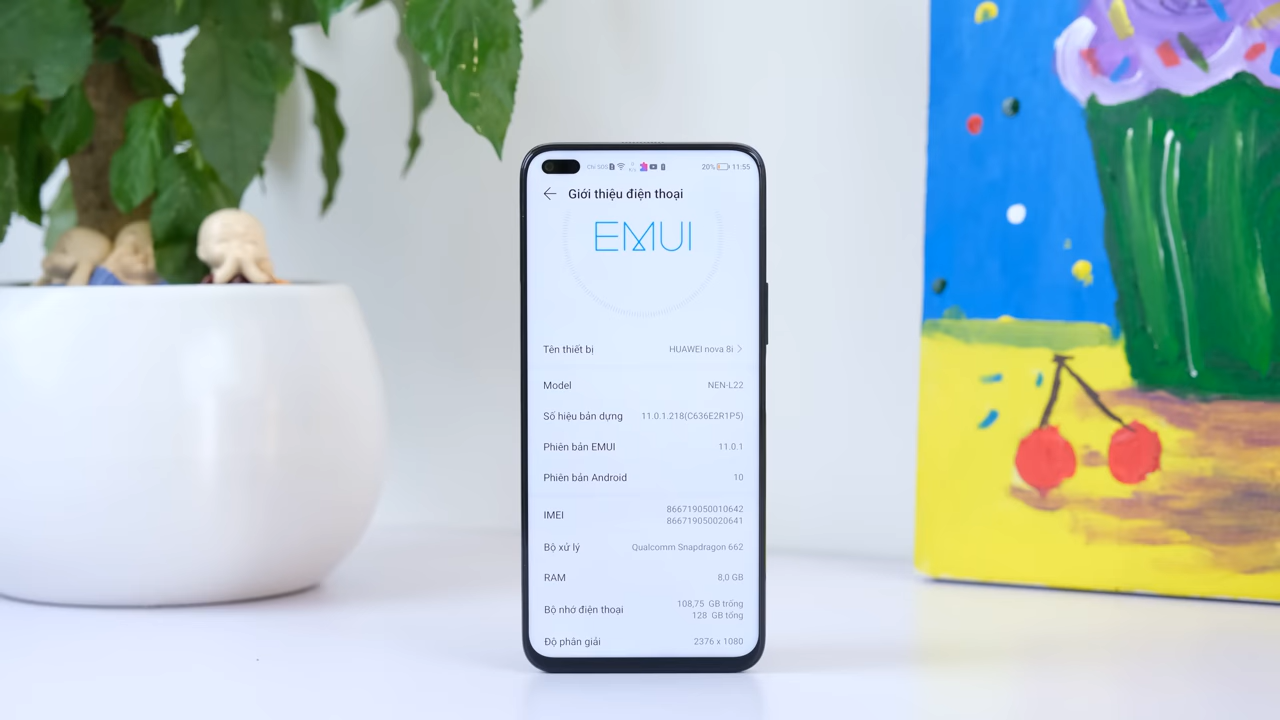 20% 11:55
Giới thiệu điện thoại
EMUI
Tên thiết bị HUAWEI nova 8i
Model NEN-L22
Số hiệu bản dựng 11.0.1.218(C636E2R1P5)
Phiên bản EMUI 11.0.1
Phiên bản Android 10
IMEI 866719050010642
866719050020641
Bộ xử lý Qualcomm Snapdragon 662
RAM 8,0 GB
Bộ nhớ điện thoại 108,75 GB trống
128 GB tổng
Độ phân giải 2376 x 1080